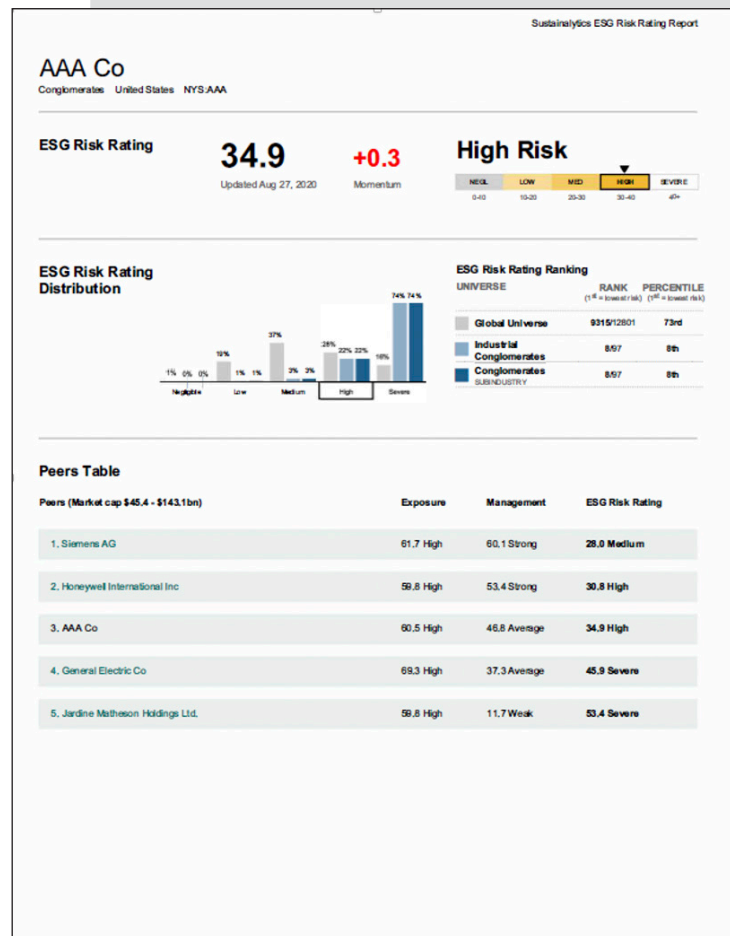 Sustainalytics ESG Risk Rating Report
AAA Co
Conglomerates United States NYS:AAA
ESG Risk Rating
34.9
+0.3
High Risk
Updated Aug 27, 2020
Momentum
NEGL LOW MED HIGH SEVERE
0-10 10-20 20-30 30-40 40+
ESG Risk Rating
Distribution
74% 74%
37%
28%
22% 22%
19%
16%
1% 0% 0%
1% 1%
3% 3%
Negligible Low Medium High Severe
ESG Risk Rating Ranking
UNIVERSE RANK PERCENTILE
(1st = lowest risk) (1st = lowest risk)
Global Universe 9315/12801 73rd
Industrial
Conglomerates 8/97 8th
Conglomerates 8/97 8th
SUBINDUSTRY
Peers Table
Peers (Market cap $45.4 - $143.1bn) Exposure Management ESG Risk Rating
1. Siemens AG 61.7 High 60.1 Strong 28.0 Medium
2. Honeywell International Inc 59.8 High 53.4 Strong 30.8 High
3. AAA Co 60.5 High 46.8 Average 34.9 High
4. General Electric Co 69.3 High 37.3 Average 45.9 Severe
5. Jardine Matheson Holdings Ltd. 59.8 High 11.7 Weak 53.4 Severe